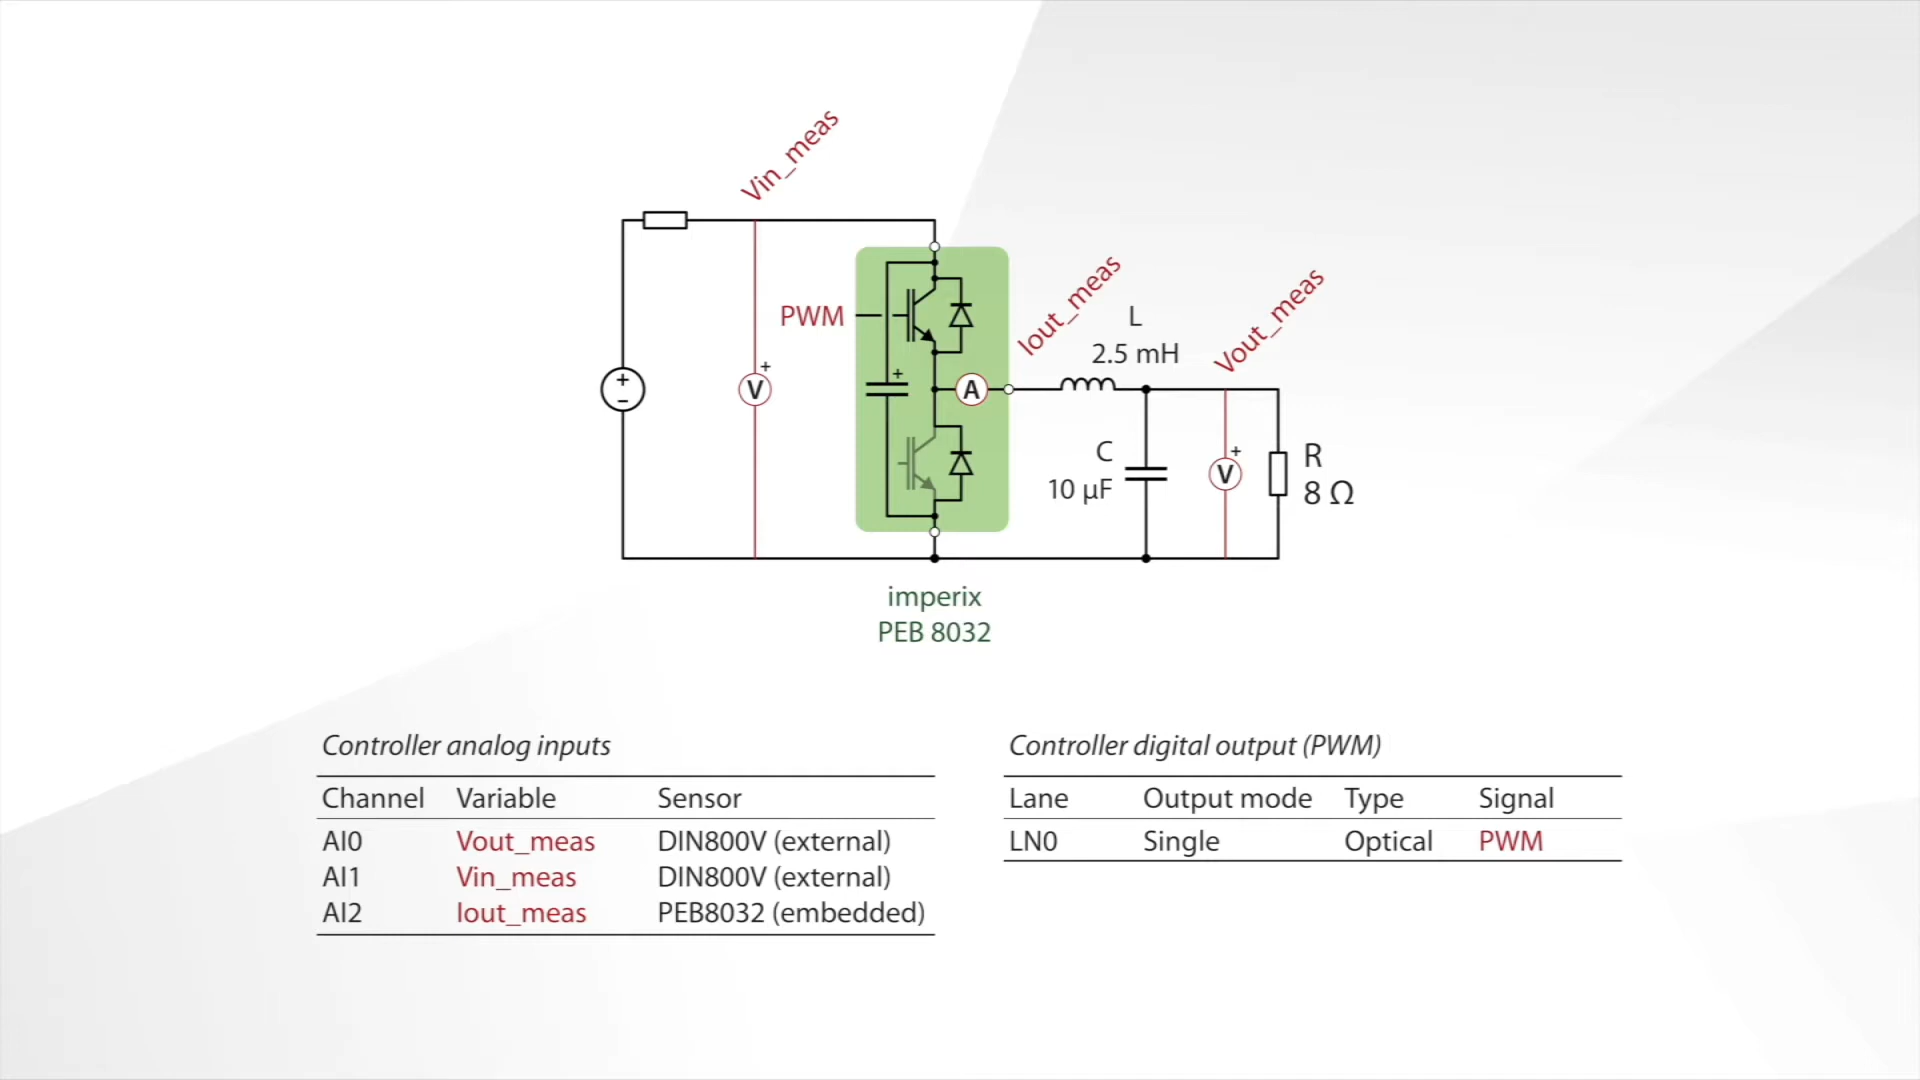 Vin_meas
PWM
Iout_meas
Vout_meas
L
2.5 mH
+
−
V
+
+
A
C
10 µF
V
+
R
8 Ω
imperix
PEB 8032
Controller analog inputs
Channel Variable Sensor
AI0 Vout_meas DIN800V (external)
AI1 Vin_meas DIN800V (external)
AI2 Iout_meas PEB8032 (embedded)
Controller digital output (PWM)
Lane Output mode Type Signal
LN0 Single Optical PWM